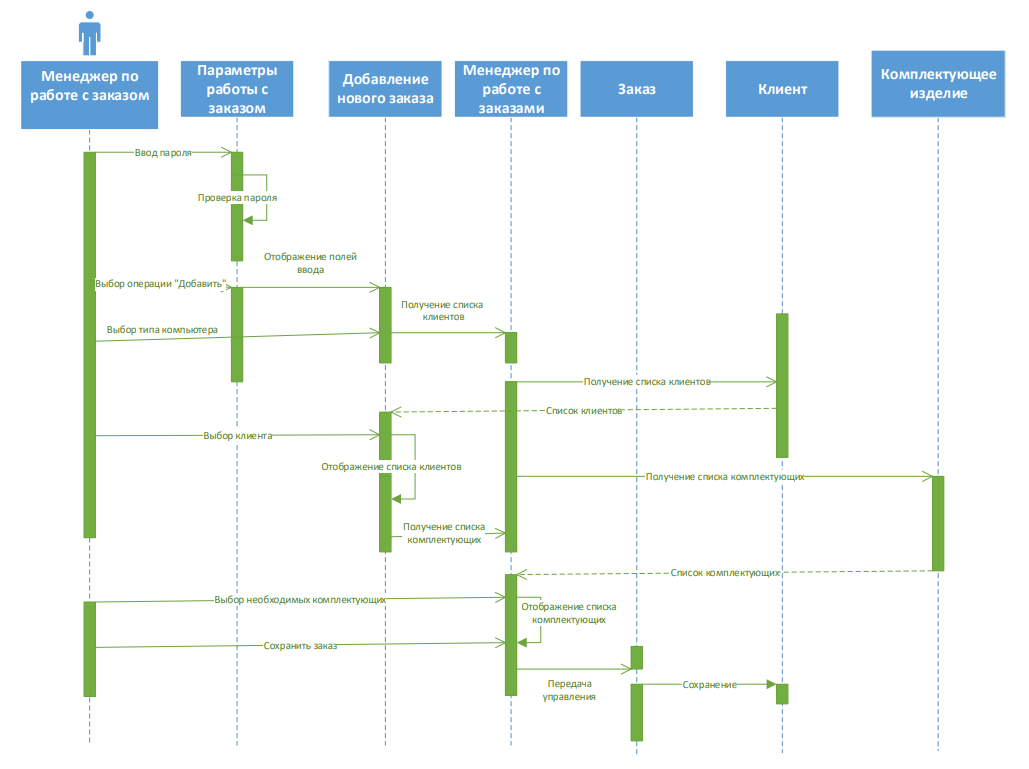 Менеджер по
работе с заказом
Параметры
работы с
заказом
Добавление
нового заказа
Менеджер по
работе с
заказами
Заказ
Клиент
Комплектующее
изделие
Ввод пароля
Проверка пароля
Отображение полей
ввода
Выбор операции "Добавить"
Получение списка
клиентов
Выбор типа компьютера
Получение списка клиентов
Список клиентов
Выбор клиента
Отображение списка клиентов
Получение списка комплектующих
Получение списка
комплектующих
Список комплектующих
Выбор необходимых комплектующих
Отображение списка
комплектующих
Сохранить заказ
Передача
управления
Сохранение